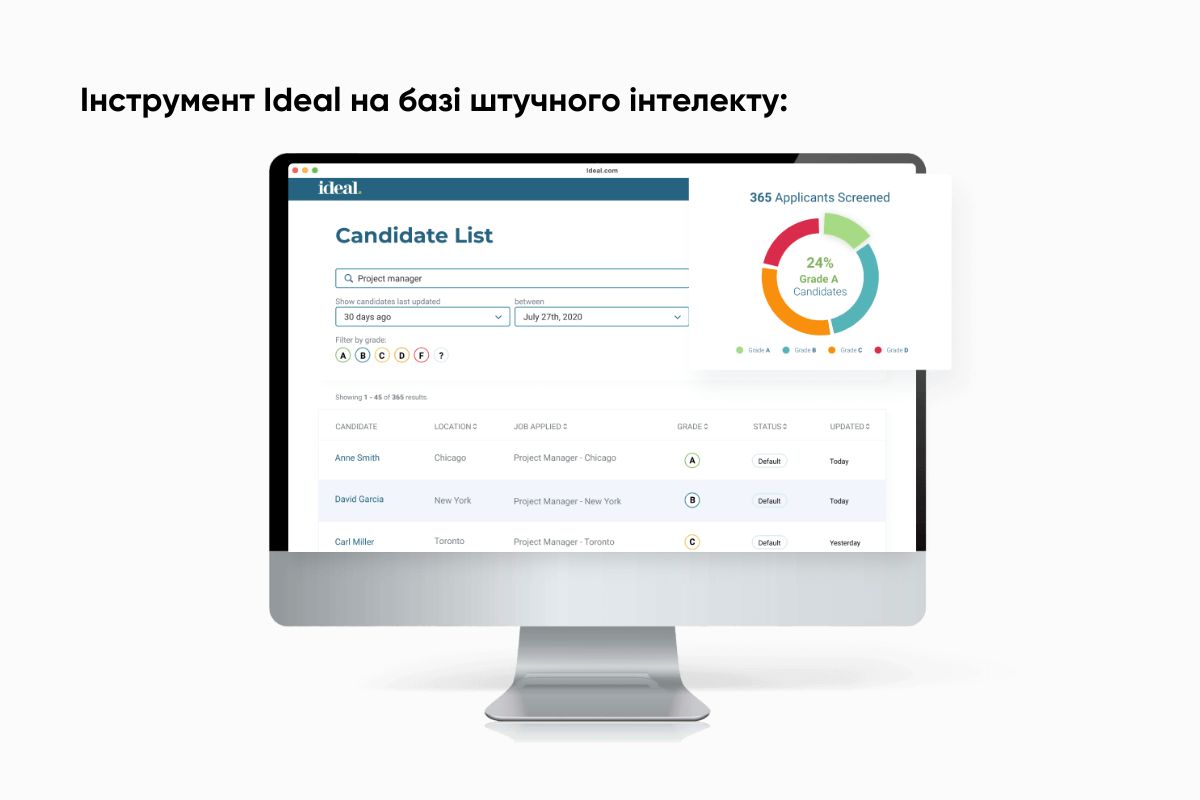 Інструмент Ideal на базі штучного інтелекту:
Ideal.com
ideal.
365 Applicants Screened
Candidate List
24%
Grade A
Candidates
Project manager
Show candidates last updated between
30 days ago July 27th, 2020
Filter by grade:
A B C D F ?
Grade A Grade B Grade C Grade D
Showing 1 - 45 of 365 results.
CANDIDATE LOCATION JOB APPLIED GRADE STATUS UPDATED
Anne Smith Chicago Project Manager - Chicago A Default Today
David Garcia New York Project Manager - New York B Default Today
Carl Miller Toronto Project Manager - Toronto C Default Yesterday